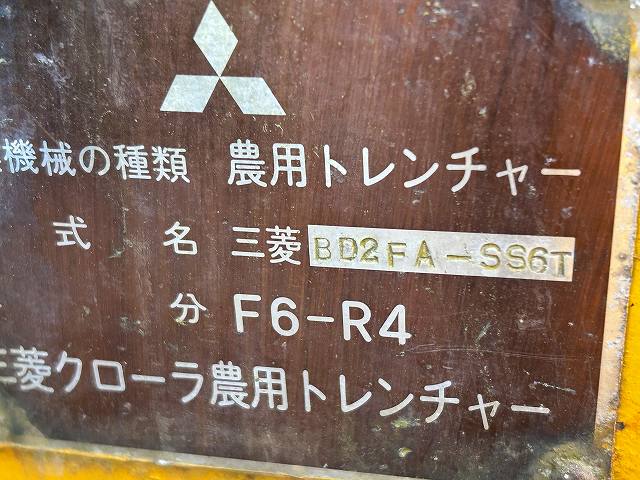 機械の種類 農用トレンチャー
式 名 三菱 BD2FA-SS6T
分 F6-R4
三菱クローラ農用トレンチャー